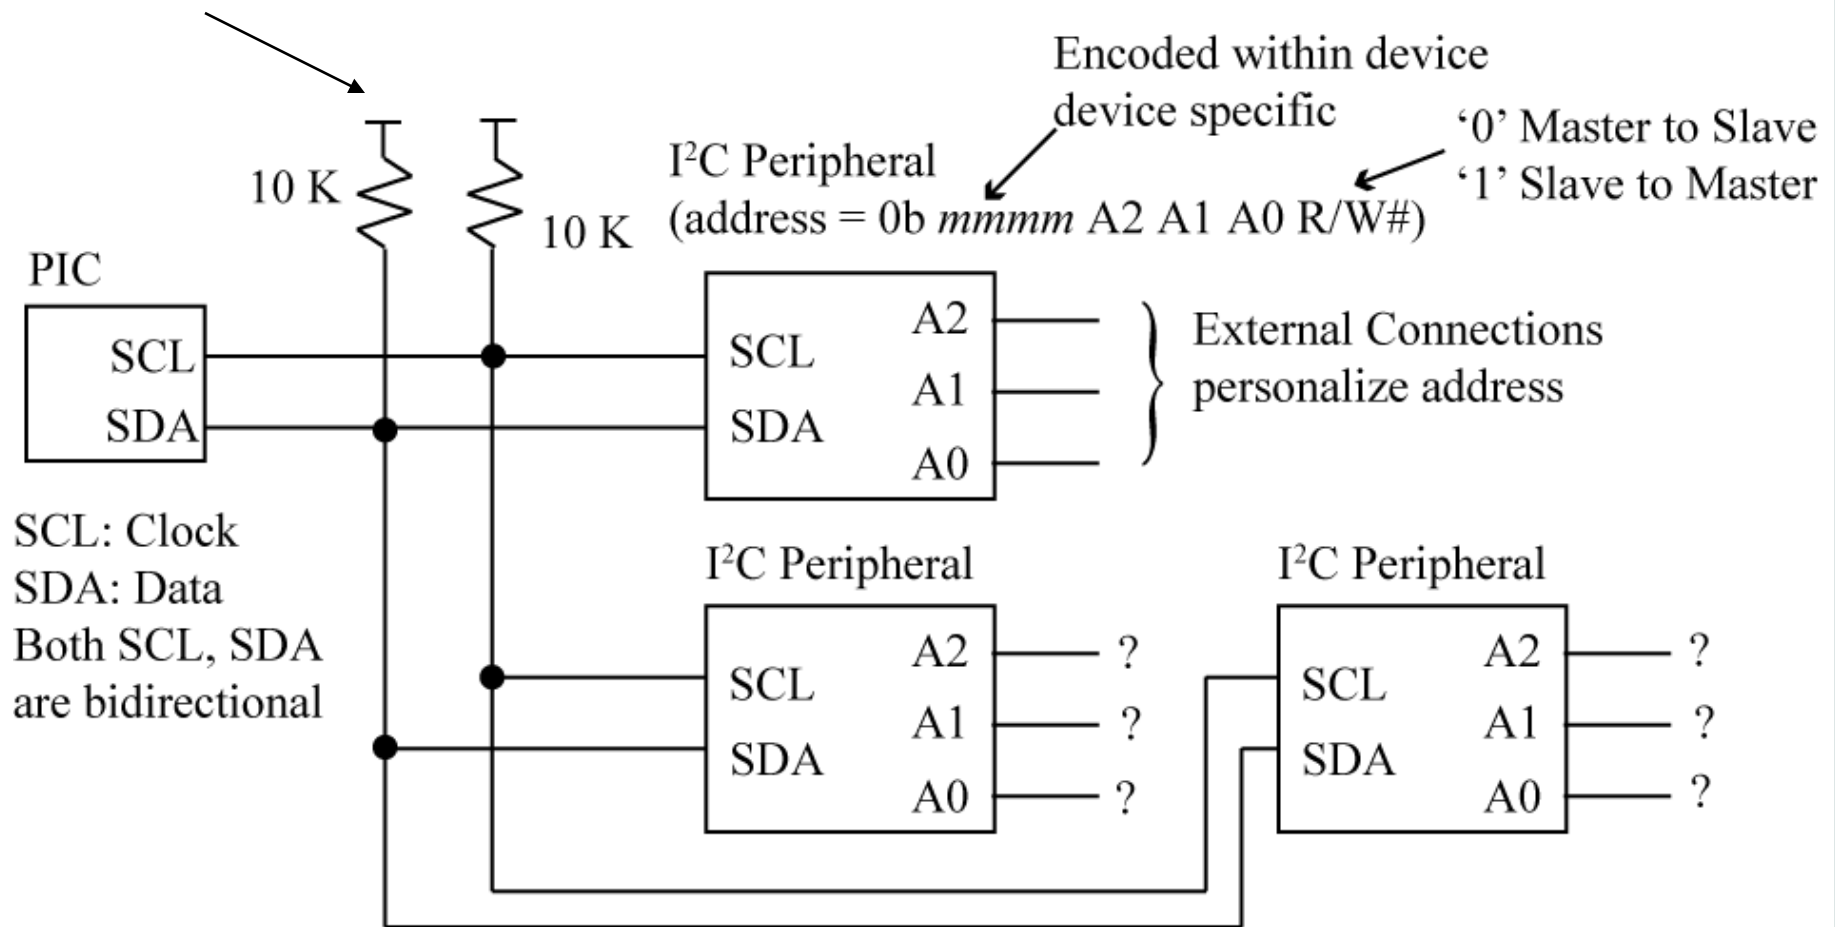 Encoded within device
device specific
‘0’ Master to Slave
‘1’ Slave to Master
I²C Peripheral
(address = 0b mmmm A2 A1 A0 R/W#)
10 K
10 K
PIC
SCL
SDA
SCL
SDA
A2
A1
A0
External Connections
personalize address
SCL: Clock
SDA: Data
Both SCL, SDA
are bidirectional
I²C Peripheral
SCL
SDA
A2 ?
A1 ?
A0 ?
I²C Peripheral
SCL
SDA
A2 ?
A1 ?
A0 ?